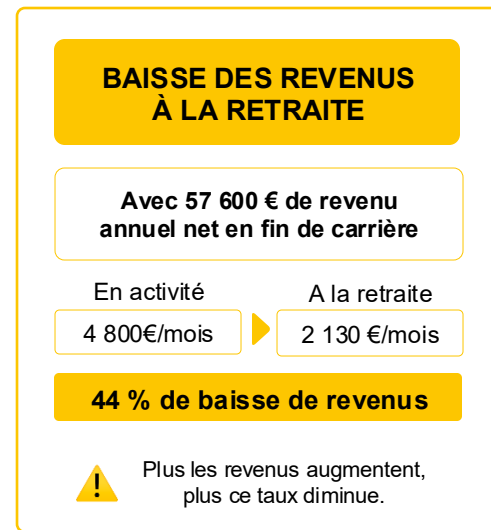 BAISSE DES REVENUS
À LA RETRAITE
Avec 57 600 € de revenu
annuel net en fin de carrière
En activité
A la retraite
4 800€/mois
2 130 €/mois
44 % de baisse de revenus
Plus les revenus augmentent,
plus ce taux diminue.